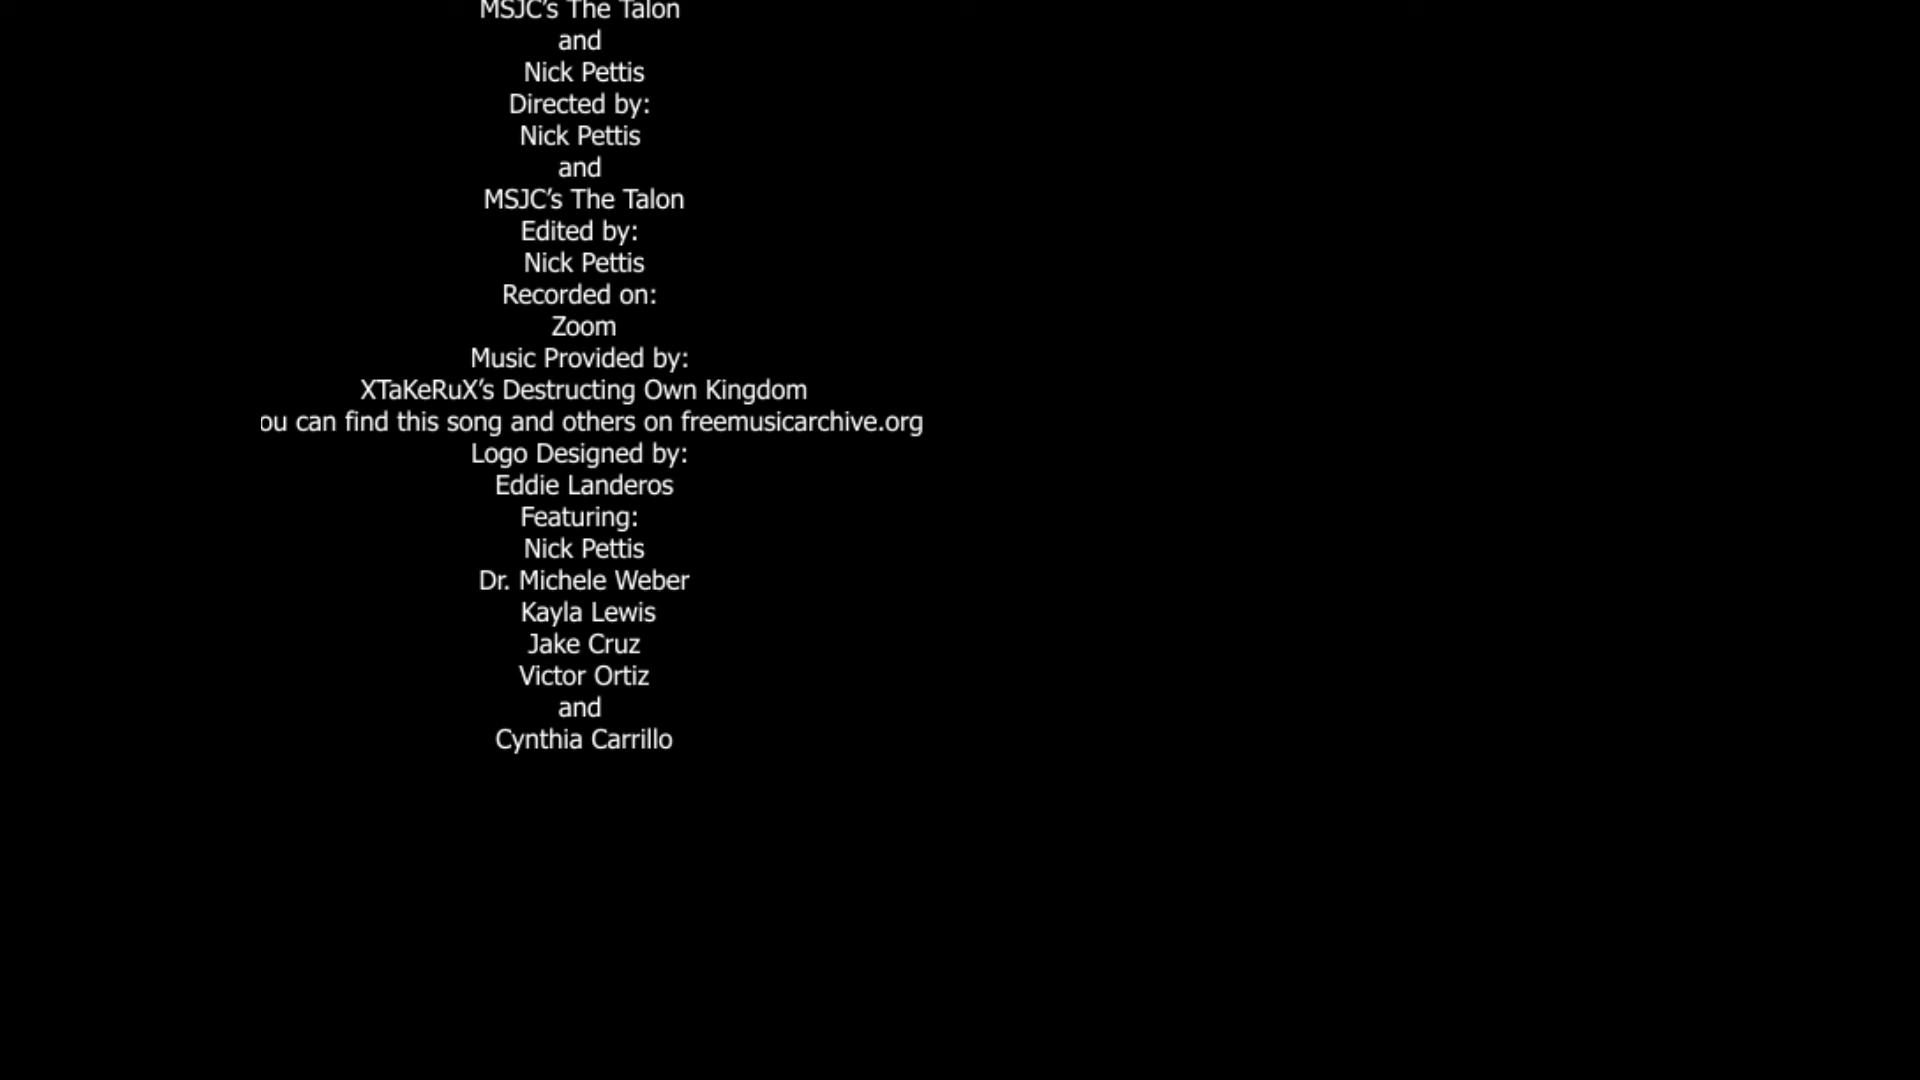 MSJC’s The Talon
and
Nick Pettis
Directed by:
Nick Pettis
and
MSJC’s The Talon
Edited by:
Nick Pettis
Recorded on:
Zoom
Music Provided by:
XTaKeRuX’s Destructing Own Kingdom
ou can find this song and others on freemusicarchive.org
Logo Designed by:
Eddie Landeros
Featuring:
Nick Pettis
Dr. Michele Weber
Kayla Lewis
Jake Cruz
Victor Ortiz
and
Cynthia Carrillo